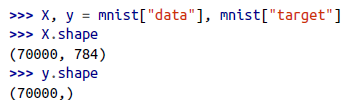 >>> X, y = mnist["data"], mnist["target"]
>>> X.shape
(70000, 784)
>>> y.shape
(70000,)